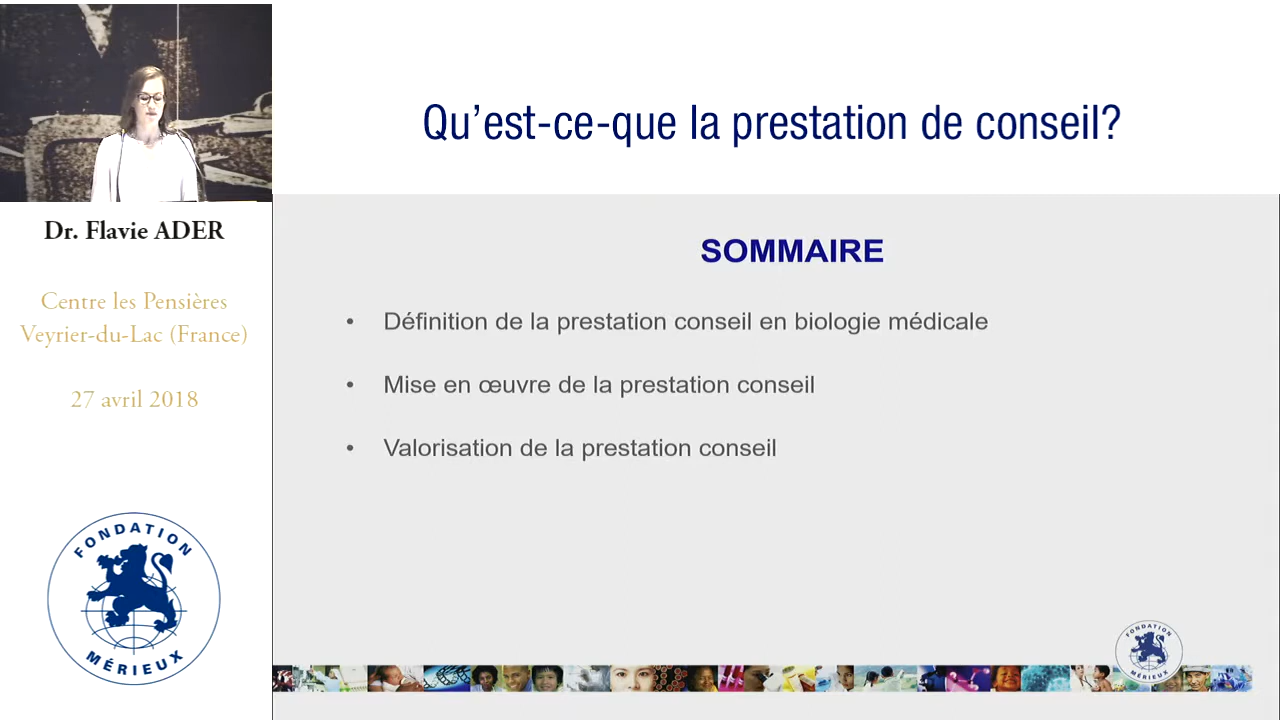 Qu'est-ce-que la prestation de conseil?
Dr. Flavie ADER
Centre les Pensières
Veyrier-du-Lac (France)
27 avril 2018
FONDATION
MÉRIEUX
SOMMAIRE
• Définition de la prestation conseil en biologie médicale
• Mise en œuvre de la prestation conseil
• Valorisation de la prestation conseil
FONDATION
MÉRIEUX